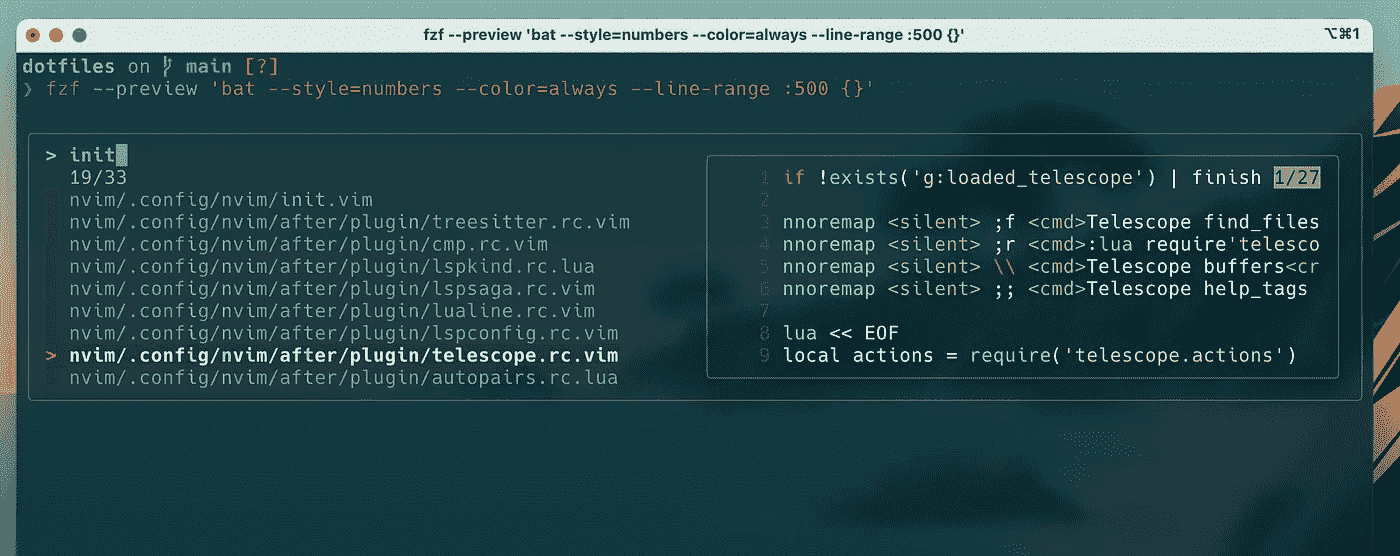 fzf --preview 'bat --style=numbers --color=always --line-range :500 {}'
⌥⌘1
dotfiles on main [?]
❯ fzf --preview 'bat --style=numbers --color=always --line-range :500 {}'
> init
19/33
nvim/.config/nvim/init.vim
nvim/.config/nvim/after/plugin/treesitter.rc.vim
nvim/.config/nvim/after/plugin/cmp.rc.vim
nvim/.config/nvim/after/plugin/lspkind.rc.lua
nvim/.config/nvim/after/plugin/lspsaga.rc.vim
nvim/.config/nvim/after/plugin/lualine.rc.vim
nvim/.config/nvim/after/plugin/lspconfig.rc.vim
> nvim/.config/nvim/after/plugin/telescope.rc.vim
nvim/.config/nvim/after/plugin/autopairs.rc.lua
1 if !exists('g:loaded_telescope') | finish 1/27
2
3 nnoremap <silent> ;f <cmd>Telescope find_files
4 nnoremap <silent> ;r <cmd>:lua require'telesco
5 nnoremap <silent> \\ <cmd>Telescope buffers<cr
6 nnoremap <silent> ;; <cmd>Telescope help_tags
7
8 lua << EOF
9 local actions = require('telescope.actions')